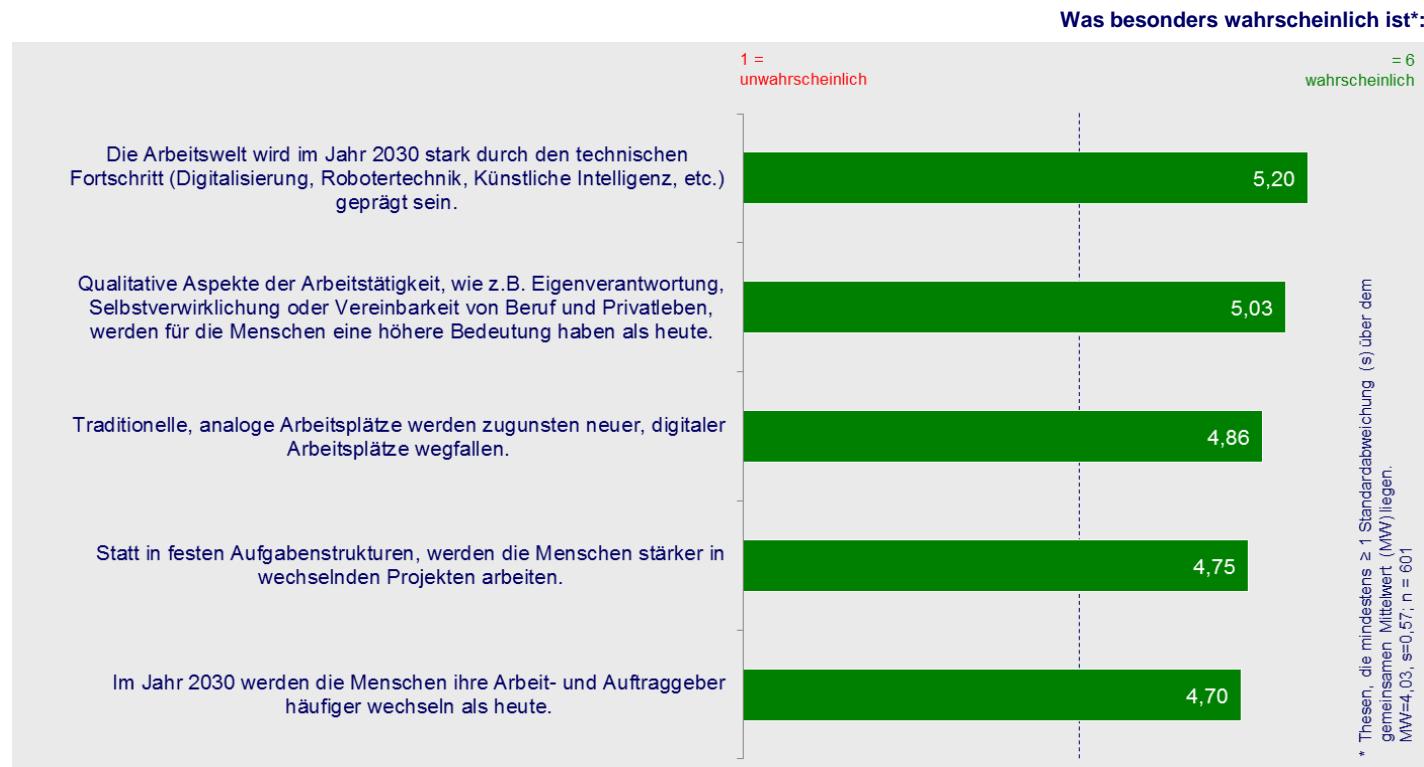 Was besonders wahrscheinlich ist*:
1 =
unwahrscheinlich
= 6
wahrscheinlich
Die Arbeitswelt wird im Jahr 2030 stark durch den technischen
Fortschritt (Digitalisierung, Robotertechnik, Künstliche Intelligenz, etc.)
geprägt sein.
5,20
Qualitative Aspekte der Arbeitstätigkeit, wie z.B. Eigenverantwortung,
Selbstverwirklichung oder Vereinbarkeit von Beruf und Privatleben,
werden für die Menschen eine höhere Bedeutung haben als heute.
5,03
Traditionelle, analoge Arbeitsplätze werden zugunsten neuer, digitaler
Arbeitsplätze wegfallen.
4,86
Statt in festen Aufgabenstrukturen, werden die Menschen stärker in
wechselnden Projekten arbeiten.
4,75
Im Jahr 2030 werden die Menschen ihre Arbeit- und Auftraggeber
häufiger wechseln als heute.
4,70
* Thesen, die mindestens ≥ 1 Standardabweichung (s) über dem
gemeinsamen Mittelwert (MW) liegen.
MW=4,03, s=0,57; n = 601